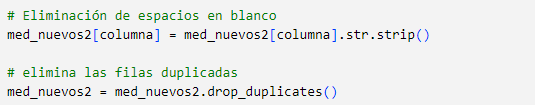 # Eliminación de espacios en blanco
med_nuevos2[columna] = med_nuevos2[columna].str.strip()
# elimina las filas duplicadas
med_nuevos2 = med_nuevos2.drop_duplicates()